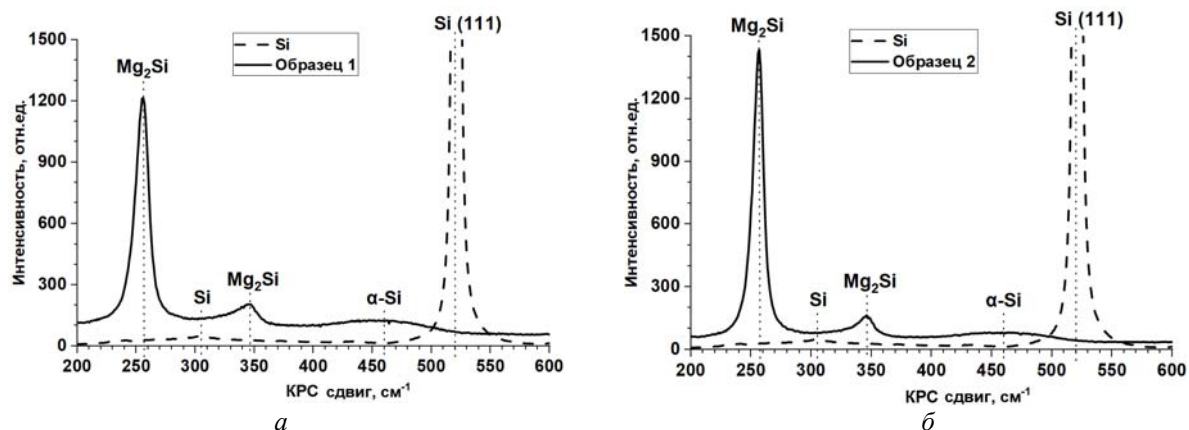 Si (111)
1500
Mg₂Si
Si
Образец 1
1200
900
600
Mg₂Si
300
Si
α-Si
0
200
250
300
350
400
450
500
550
600
Интенсивность, отн.ед.
КРС сдвиг, см⁻¹
а
Si (111)
Mg₂Si
1500
Si
Образец 2
1200
900
600
300
Si
Mg₂Si
α-Si
0
200
250
300
350
400
450
500
550
600
Интенсивность, отн.ед.
КРС сдвиг, см⁻¹
б